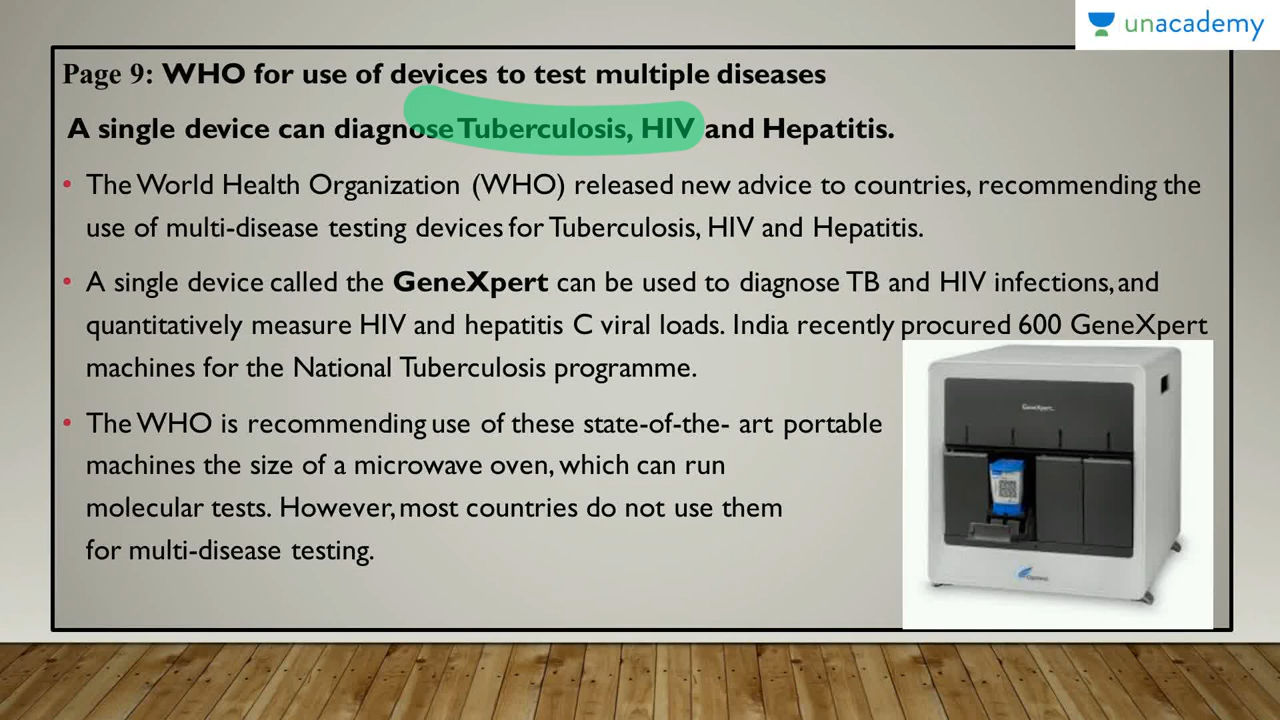 unacademy
Page 9: WHO for use of devices to test multiple diseases
A single device can diagnose Tuberculosis, HIV and Hepatitis.
• The World Health Organization (WHO) released new advice to countries, recommending the
use of multi-disease testing devices for Tuberculosis, HIV and Hepatitis.
• A single device called the GeneXpert can be used to diagnose TB and HIV infections, and
quantitatively measure HIV and hepatitis C viral loads. India recently procured 600 GeneXpert
machines for the National Tuberculosis programme.
• The WHO is recommending use of these state-of-the- art portable
machines the size of a microwave oven, which can run
molecular tests. However, most countries do not use them
for multi-disease testing.
GeneXpert